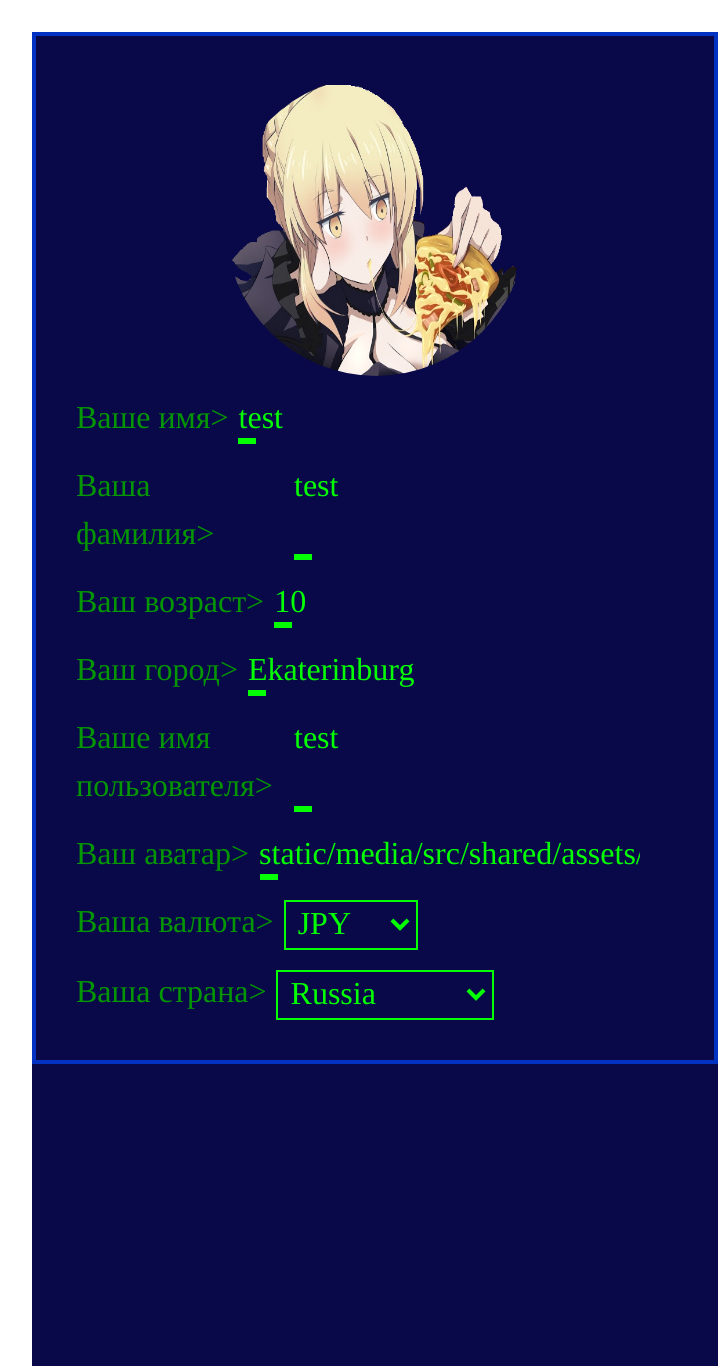 Ваше имя> test
Ваша test
фамилия>
Ваш возраст> 10
Ваш город> Ekaterinburg
Ваше имя test
пользователя>
Ваш аватар> static/media/src/shared/assets/
Ваша валюта> JPY
Ваша страна> Russia